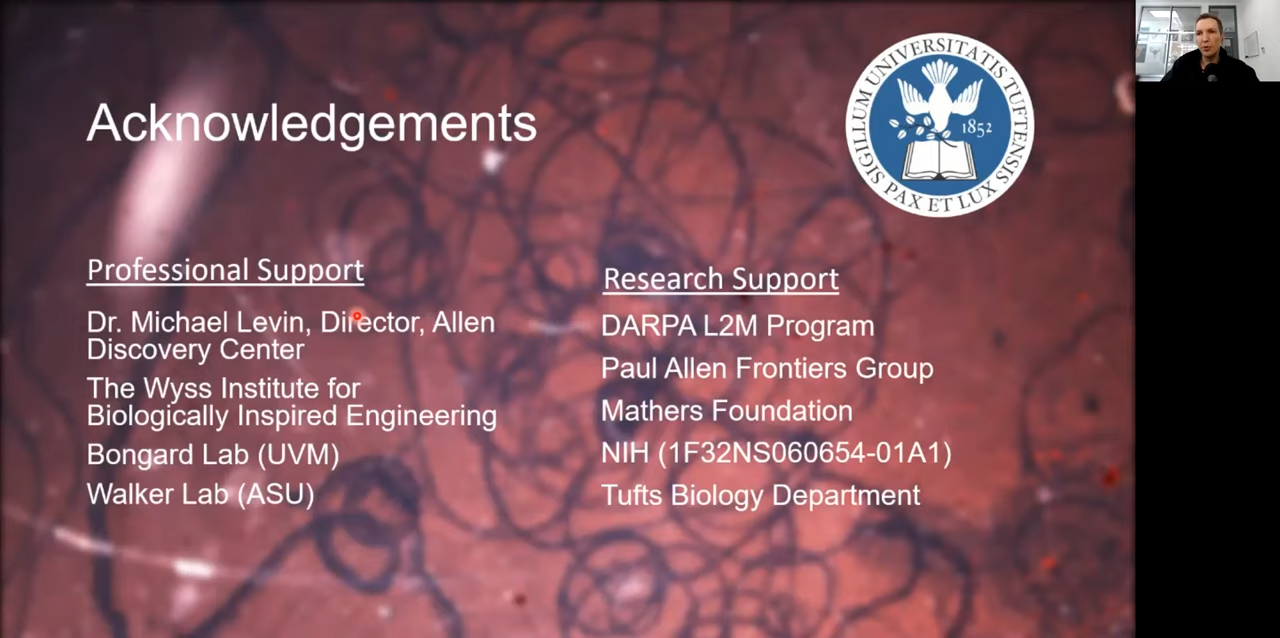 Acknowledgements
SIGILLUM UNIVERSITATIS TUFTENSIS
PAX ET LUX
1852
Professional Support
Dr. Michael Levin, Director, Allen
Discovery Center
The Wyss Institute for
Biologically Inspired Engineering
Bongard Lab (UVM)
Walker Lab (ASU)
Research Support
DARPA L2M Program
Paul Allen Frontiers Group
Mathers Foundation
NIH (1F32NS060654-01A1)
Tufts Biology Department